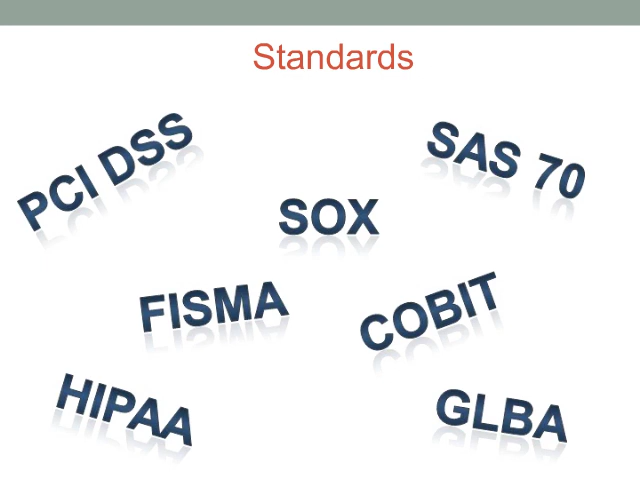 Standards
PCI DSS
SAS 70
SOX
FISMA
COBIT
HIPAA
GLBA